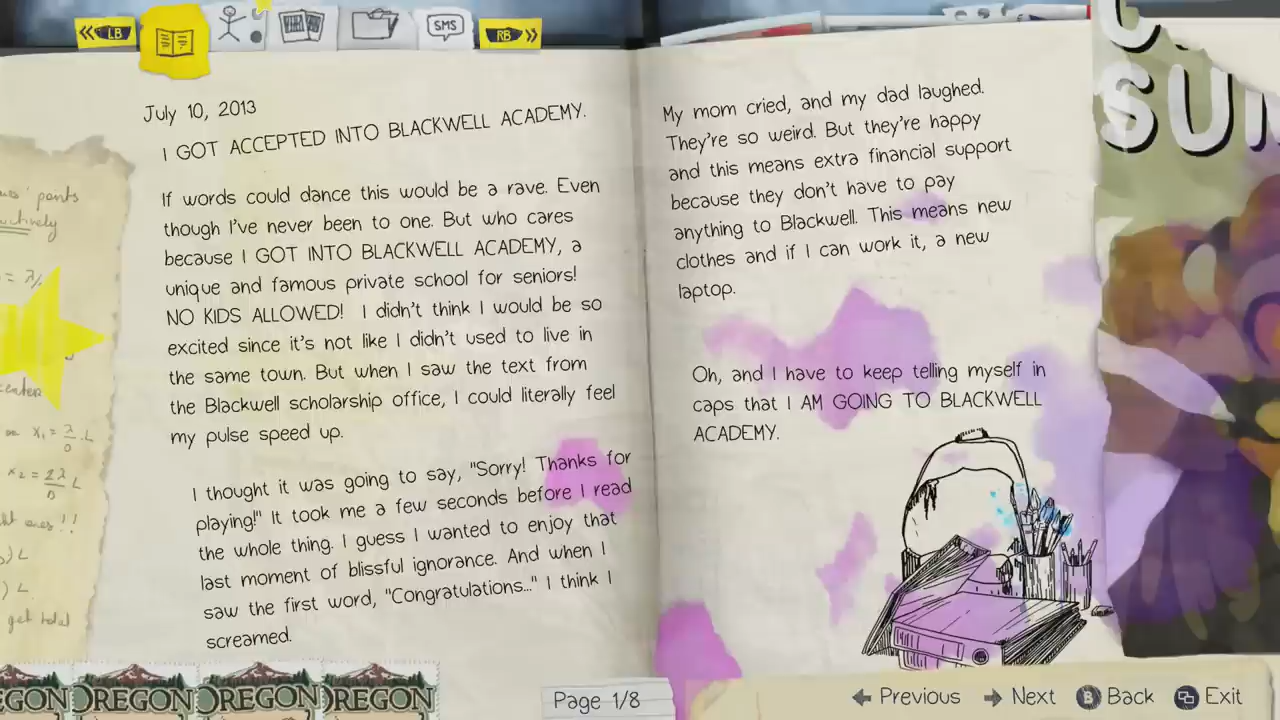 LB
SMS
RB
July 10, 2013
I GOT ACCEPTED INTO BLACKWELL ACADEMY.
If words could dance this would be a rave. Even
though I've never been to one. But who cares
because I GOT INTO BLACKWELL ACADEMY, a
unique and famous private school for seniors!
NO KIDS ALLOWED! I didn't think I would be so
excited since it's not like I didn't used to live in
the same town. But when I saw the text from
the Blackwell scholarship office, I could literally feel
my pulse speed up.
I thought it was going to say, "Sorry! Thanks for
playing!" It took me a few seconds before I read
the whole thing. I guess I wanted to enjoy that
last moment of blissful ignorance. And when I
saw the first word, "Congratulations..." I think I
screamed.
My mom cried, and my dad laughed.
They're so weird. But they're happy
and this means extra financial support
because they don't have to pay
anything to Blackwell. This means new
clothes and if I can work it, a new
laptop.
Oh, and I have to keep telling myself in
caps that I AM GOING TO BLACKWELL
ACADEMY.
points
OREGON
OREGON
OREGON
Page 1/8
Previous
Next
B Back
Exit